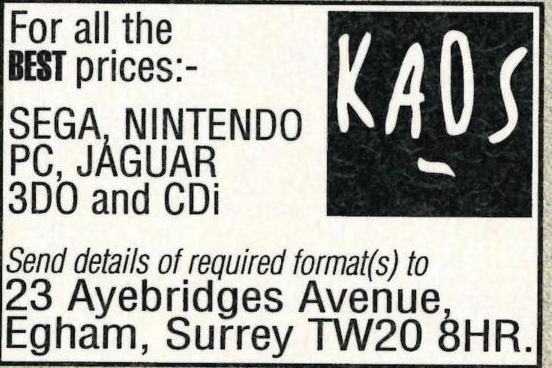 For all the
BEST prices:-
SEGA, NINTENDO
PC, JAGUAR
3DO and CDi
KAOS
Send details of required format(s) to
23 Ayebridges Avenue,
Egham, Surrey TW20 8HR.